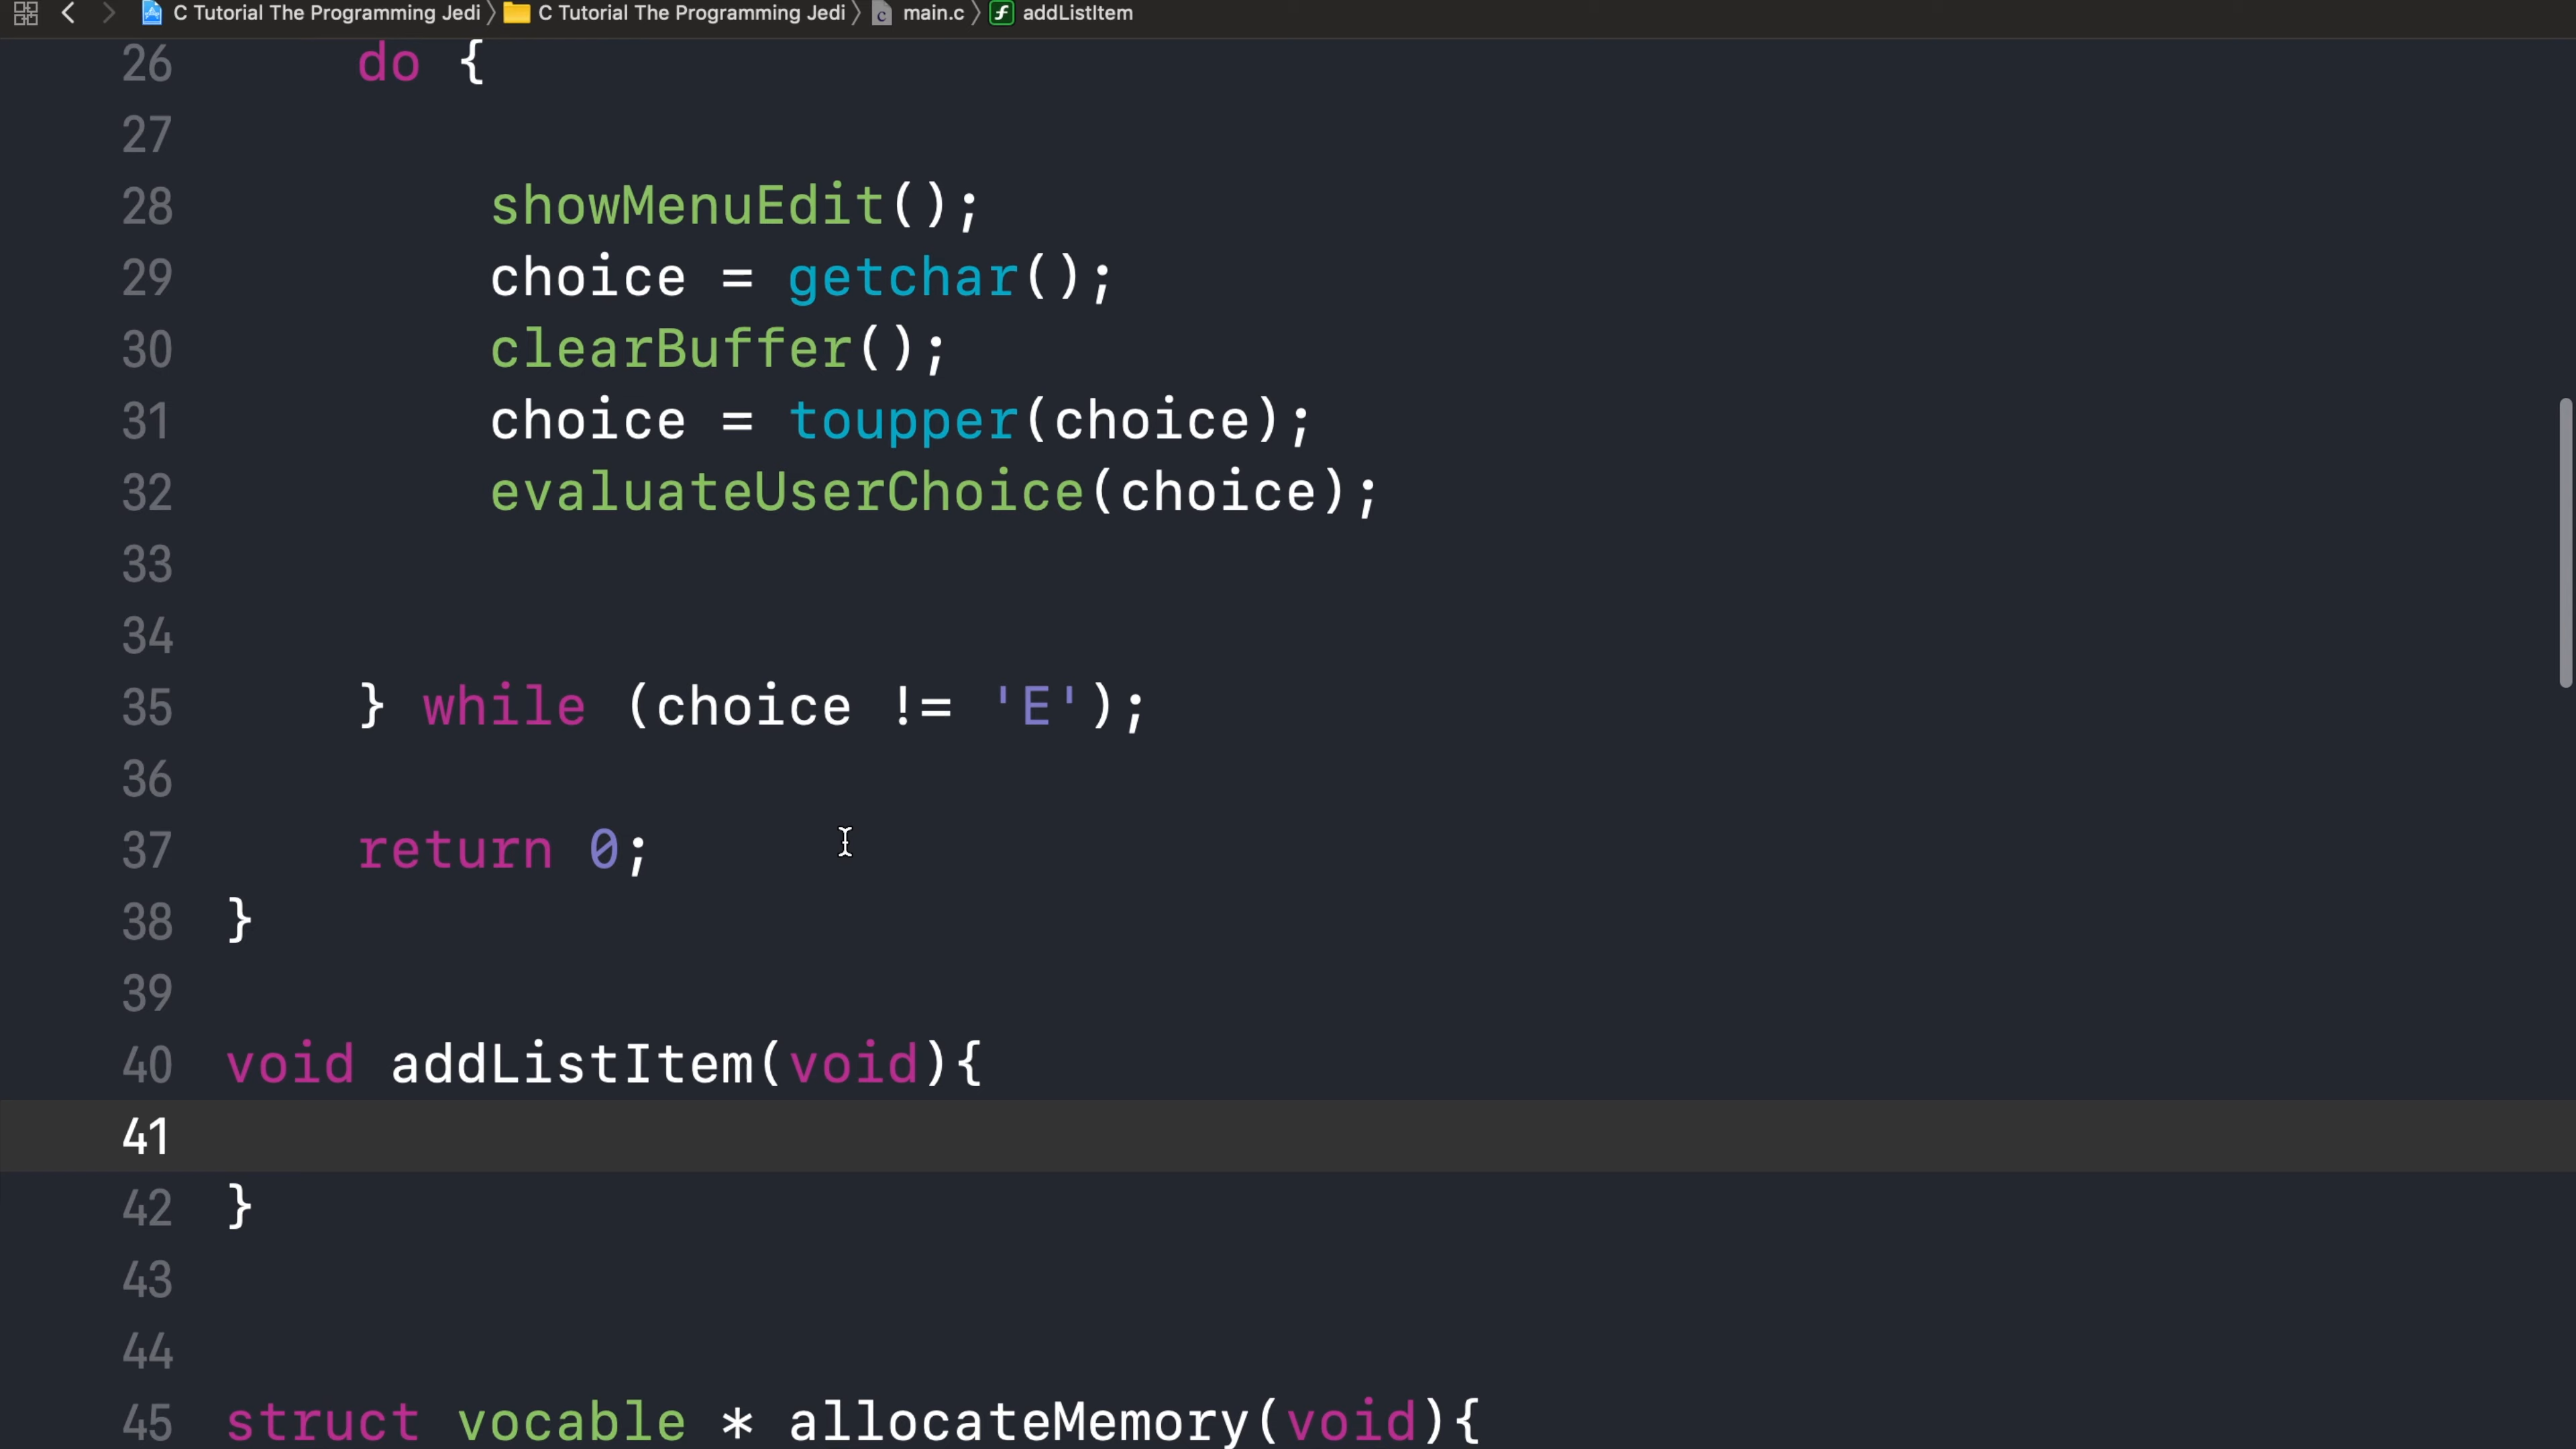 C Tutorial The Programming Jedi > C Tutorial The Programming Jedi > main.c > addListItem
26 do {
27
28 showMenuEdit();
29 choice = getchar();
30 clearBuffer();
31 choice = toupper(choice);
32 evaluateUserChoice(choice);
33
34
35 } while (choice != 'E');
36
37 return 0;
38 }
39
40 void addListItem(void){
41
42 }
43
44
45 struct vocable * allocateMemory(void){